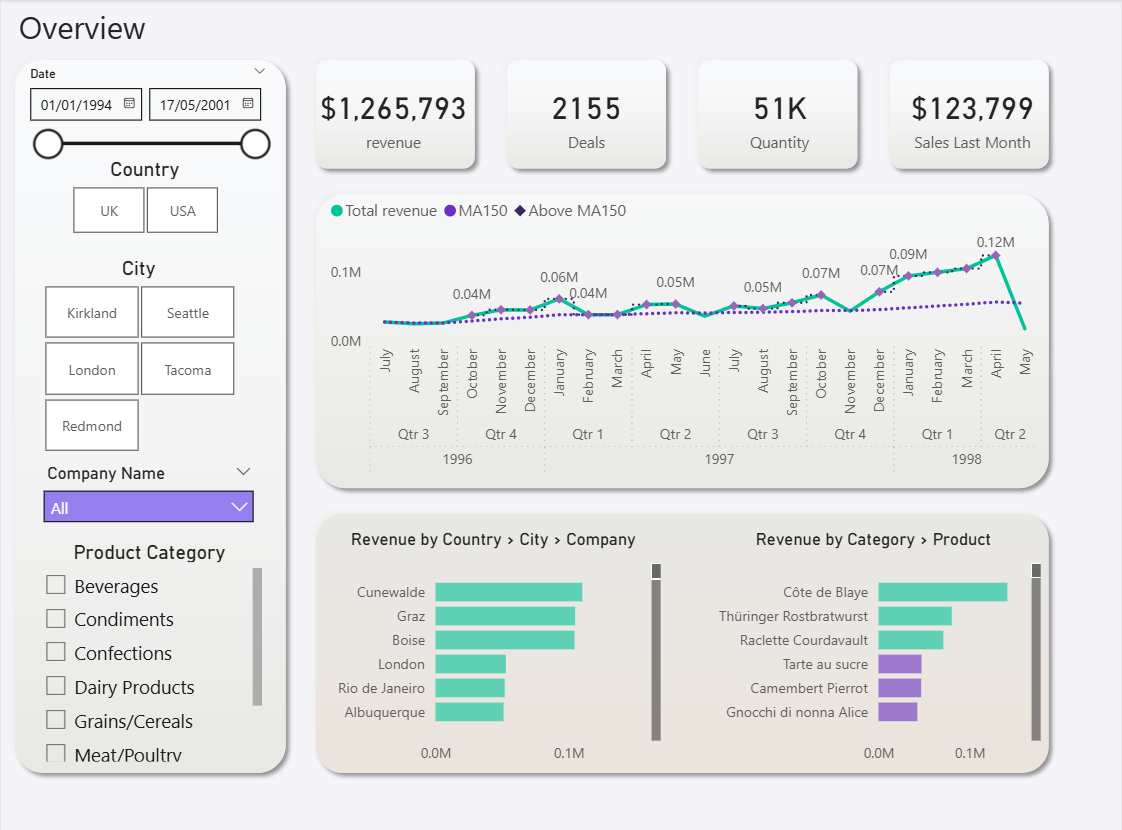 Overview
Date
01/01/1994 17/05/2001
Country
UK USA
City
Kirkland Seattle
London Tacoma
Redmond
Company Name
All
Product Category
Beverages
Condiments
Confections
Dairy Products
Grains/Cereals
Meat/Poultry
$1,265,793
revenue
2155
Deals
51K
Quantity
$123,799
Sales Last Month
Total revenue MA150 Above MA150
0.1M
0.0M
0.04M 0.06M 0.04M 0.05M 0.05M 0.07M 0.07M 0.09M 0.12M
July August September October November December January February March April May June July August September October November December January February March April May
Qtr 3 Qtr 4 Qtr 1 Qtr 2 Qtr 3 Qtr 4 Qtr 1 Qtr 2
1996 1997 1998
Revenue by Country > City > Company
Cunewalde
Graz
Boise
London
Rio de Janeiro
Albuquerque
0.0M 0.1M
Revenue by Category > Product
Côte de Blaye
Thüringer Rostbratwurst
Raclette Courdavault
Tarte au sucre
Camembert Pierrot
Gnocchi di nonna Alice
0.0M 0.1M